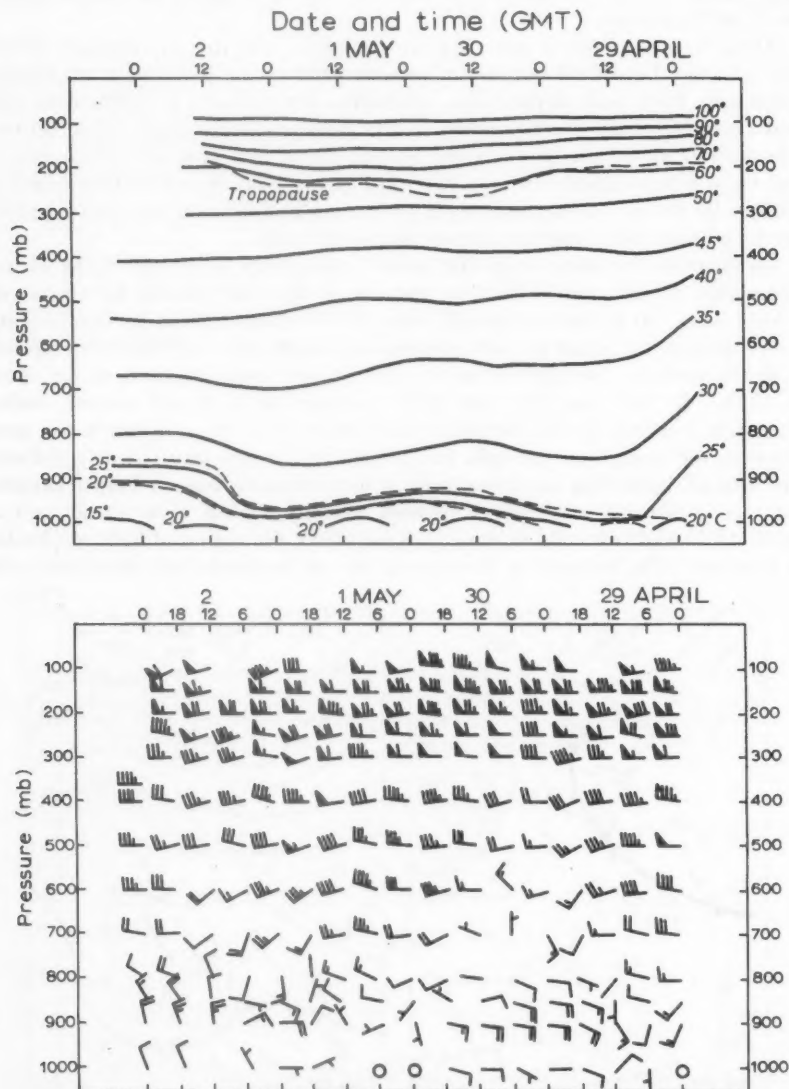 Date and time (GMT)
2 1 MAY 30 29 APRIL
0 12 0 12 0 12 0 12 0
100 100° 100
90°
80°
200 70° 200
60°
Tropopause
300 50° 300
400 45° 400
40°
500 500
35°
600 600
700 30° 700
800 25° 800
25°
900 900
20°
1000 15° 20° 20° 20° 20° 20°C 1000
Pressure (mb)
2 1 MAY 30 29 APRIL
0 18 12 6 0 18 12 6 0 18 12 6 0 18 12 6 0
100 100
200 200
300 300
400 400
500 500
600 600
700 700
800 800
900 900
1000 1000
Pressure (mb)